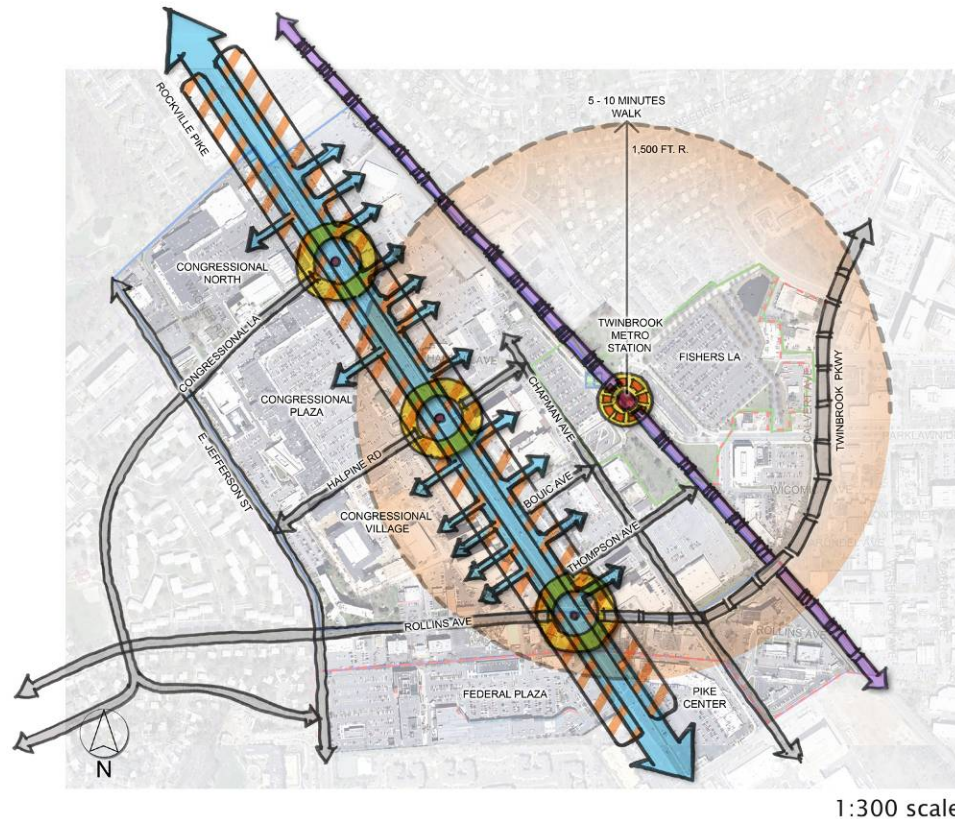 5 - 10 MINUTES
WALK
1,500 FT. R.
ROCKVILLE PIKE
CONGRESSIONAL
NORTH
CONGRESSIONAL LA
TWINBROOK
METRO
STATION
FISHERS LA
CALVERT AVE
TWINBROOK PKWY
CHAPMAN AVE
CONGRESSIONAL
PLAZA
E. JEFFERSON ST
HALPINE RD
CONGRESSIONAL
VILLAGE
BOUIC AVE
THOMPSON AVE
ROLLINS AVE
ROLLINS AVE
FEDERAL PLAZA
PIKE
CENTER
N
1:300 scale